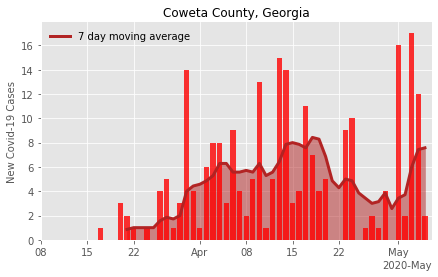 Coweta County, Georgia
7 day moving average
New Covid-19 Cases
18
16
14
12
10
8
6
4
2
0
08 15 22 Apr 08 15 22 May
2020-May